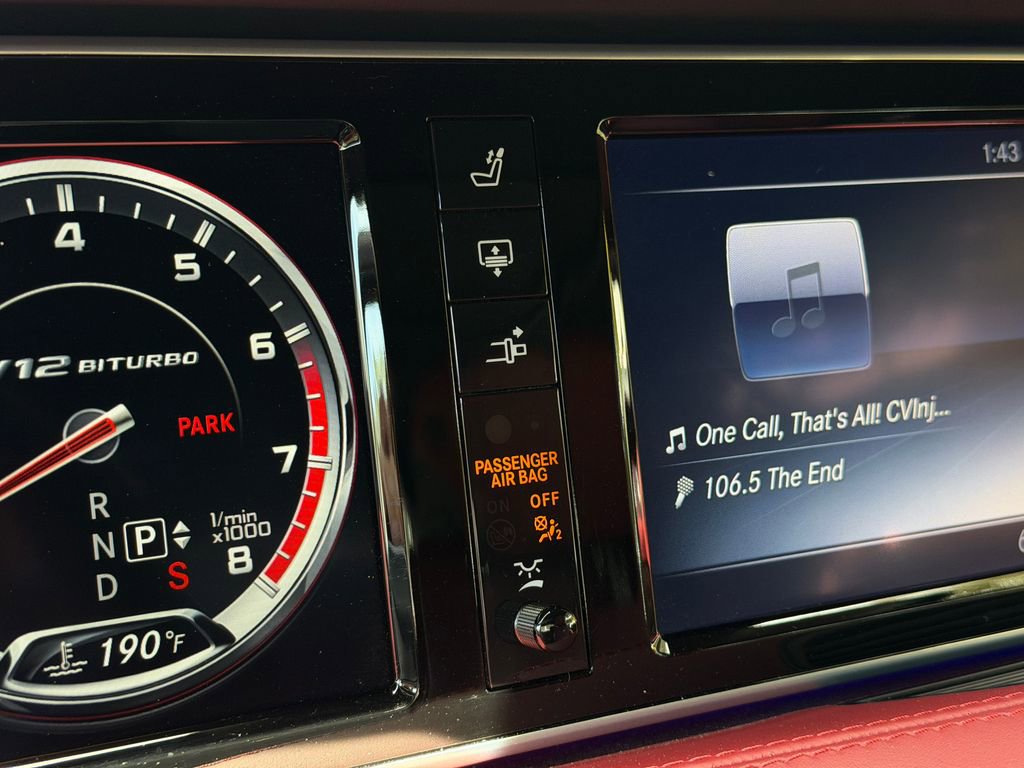 4
5
6
7
8
V12 BITURBO
PARK
R
N
P
D
S
1/min
x1000
190°F
PASSENGER
AIR BAG
ON OFF
2
1:43
One Call, That's All! CVInj...
106.5 The End